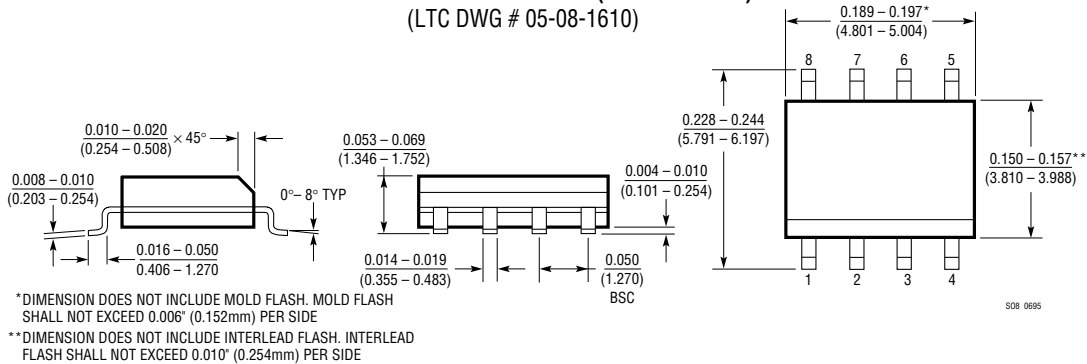 (LTC DWG # 05-08-1610)
0.189 – 0.197*
(4.801 – 5.004)
8 7 6 5
0.228 – 0.244
(5.791 – 6.197)
0.150 – 0.157**
(3.810 – 3.988)
1 2 3 4
0.010 – 0.020
(0.254 – 0.508)
× 45°
0.008 – 0.010
(0.203 – 0.254)
0°– 8° TYP
0.016 – 0.050
0.406 – 1.270
0.053 – 0.069
(1.346 – 1.752)
0.004 – 0.010
(0.101 – 0.254)
0.014 – 0.019
(0.355 – 0.483)
0.050
(1.270)
BSC
*DIMENSION DOES NOT INCLUDE MOLD FLASH. MOLD FLASH
SHALL NOT EXCEED 0.006" (0.152mm) PER SIDE
**DIMENSION DOES NOT INCLUDE INTERLEAD FLASH. INTERLEAD
FLASH SHALL NOT EXCEED 0.010" (0.254mm) PER SIDE
SO8 0695